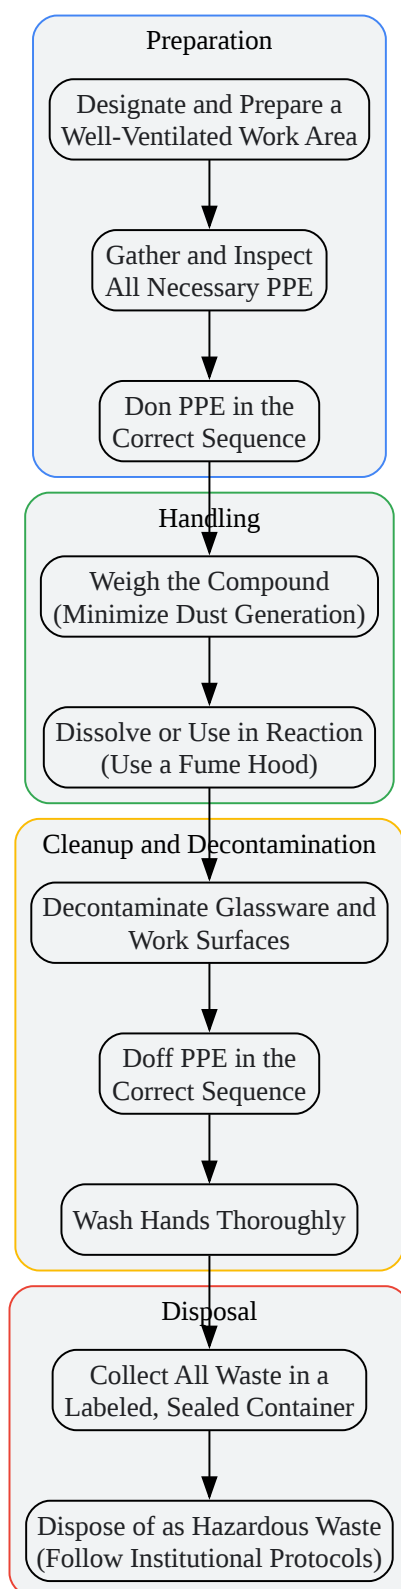 Preparation
Designate and Prepare a
Well-Ventilated Work Area
Gather and Inspect
All Necessary PPE
Don PPE in the
Correct Sequence
Handling
Weigh the Compound
(Minimize Dust Generation)
Dissolve or Use in Reaction
(Use a Fume Hood)
Cleanup and Decontamination
Decontaminate Glassware and
Work Surfaces
Doff PPE in the
Correct Sequence
Wash Hands Thoroughly
Disposal
Collect All Waste in a
Labeled, Sealed Container
Dispose of as Hazardous Waste
(Follow Institutional Protocols)